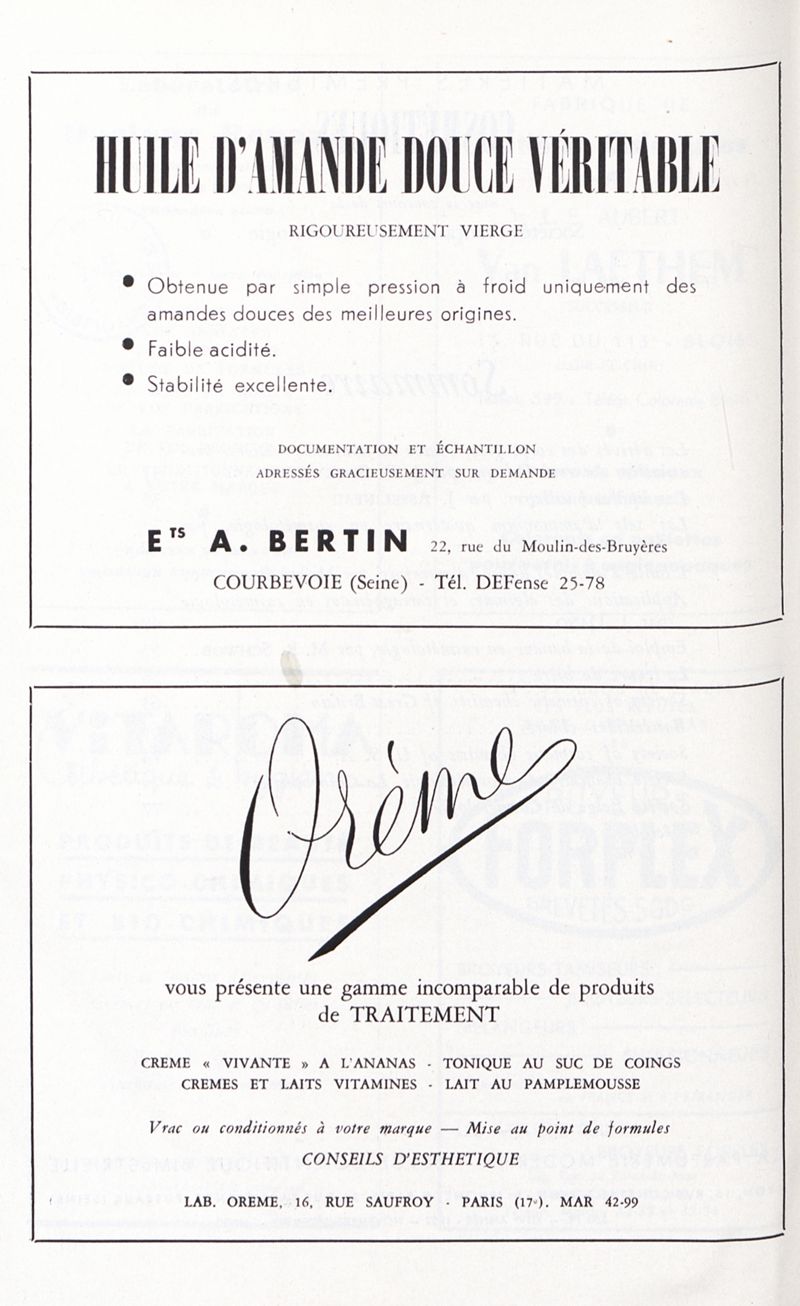 HUILE D'AMANDE DOUCE VÉRITABLE
RIGOUREUSEMENT VIERGE
• Obtenue par simple pression à froid uniquement des
amandes douces des meilleures origines.
• Faible acidité.
• Stabilité excellente.
DOCUMENTATION ET ÉCHANTILLON
ADRESSÉS GRACIEUSEMENT SUR DEMANDE
ETS A. BERTIN 22, rue du Moulin-des-Bruyères
COURBEVOIE (Seine) - Tél. DEFense 25-78
Orème
vous présente une gamme incomparable de produits
de TRAITEMENT
CREME « VIVANTE » A L'ANANAS - TONIQUE AU SUC DE COINGS
CREMES ET LAITS VITAMINES - LAIT AU PAMPLEMOUSSE
Vrac ou conditionnés à votre marque — Mise au point de formules
CONSEILS D'ESTHETIQUE
LAB. OREME, 16, RUE SAUFROY - PARIS (17e). MAR 42-99